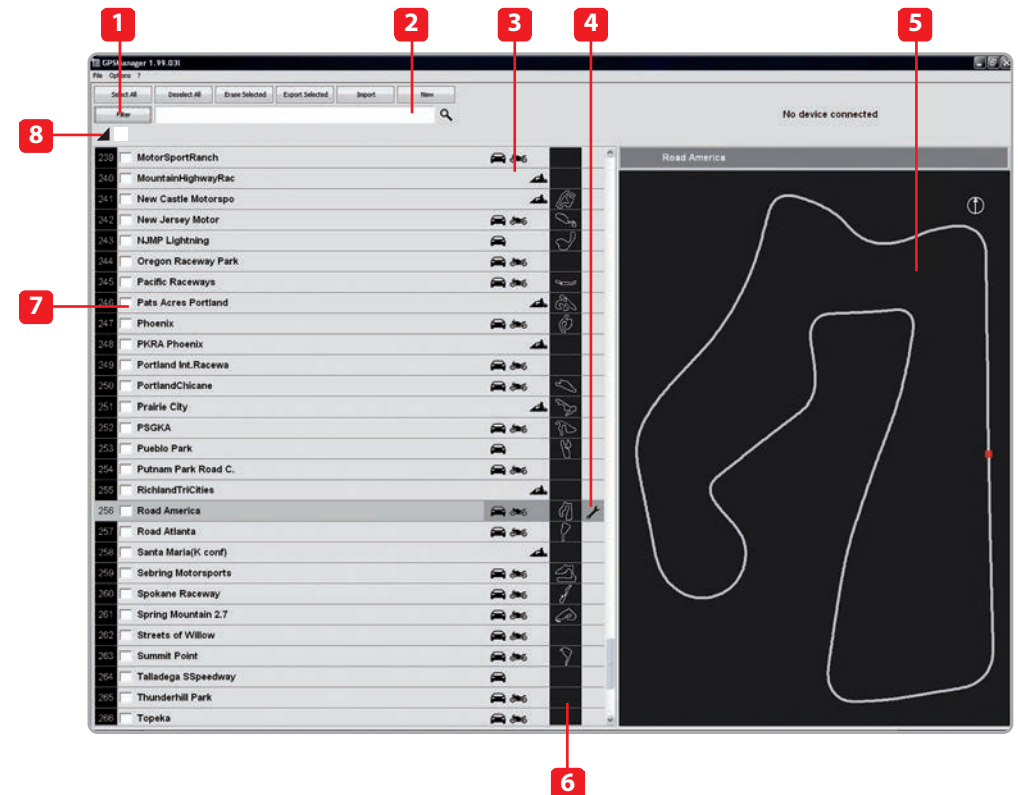 1 2 3 4 5
GPSManager 1.99.03l
File Options ?
Select All Deselect All Erase Selected Export Selected Import New
Filter
No device connected
8
239 MotorSportRanch
Road America
240 MountainHighwayRac
241 New Castle Motorspo
242 New Jersey Motor
243 NJMP Lightning
244 Oregon Raceway Park
245 Pacific Raceways
7
246 Pats Acres Portland
247 Phoenix
248 PKRA Phoenix
249 Portland Int.Racewa
250 PortlandChicane
251 Prairie City
252 PSGKA
253 Pueblo Park
254 Putnam Park Road C.
255 RichlandTriCities
256 Road America
257 Road Atlanta
258 Santa Maria(K conf)
259 Sebring Motorsports
260 Spokane Raceway
261 Spring Mountain 2.7
262 Streets of Willow
263 Summit Point
264 Talladega SSpeedway
265 Thunderhill Park
266 Topeka
6